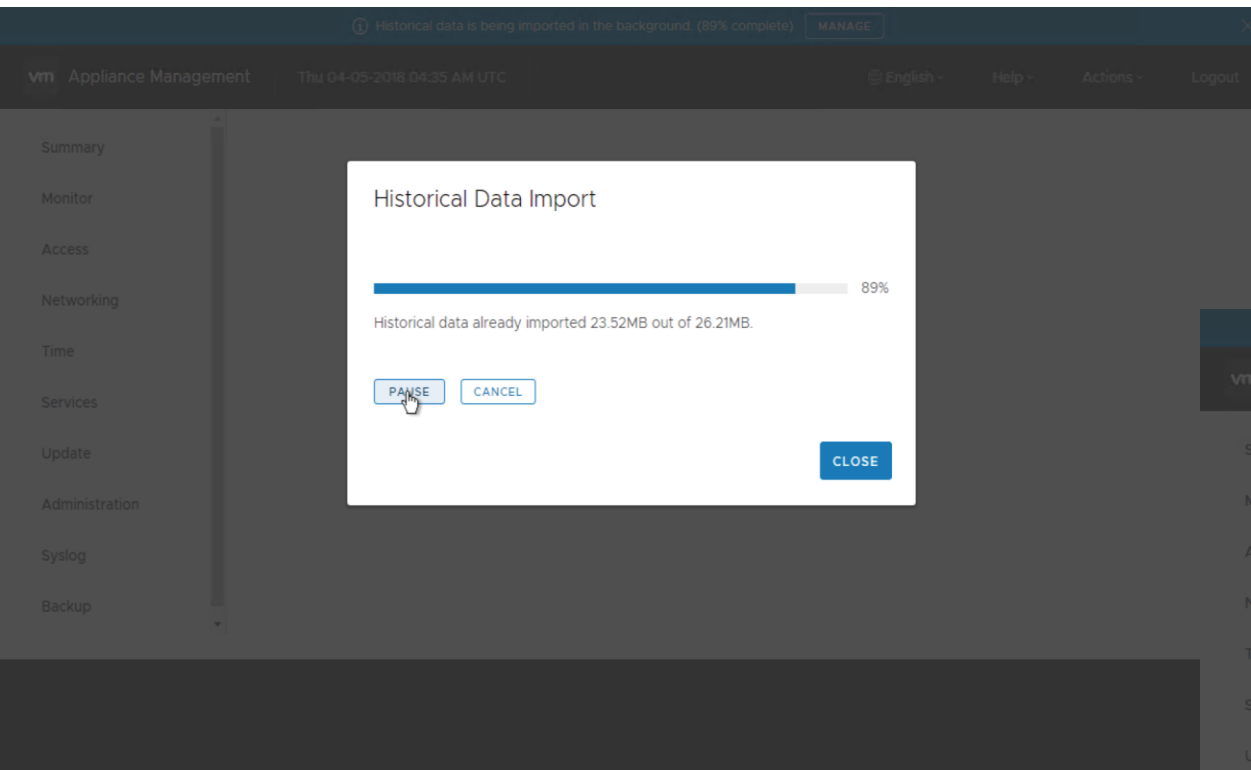 Historical data is being imported in the background. (89% complete) MANAGE
vm Appliance Management Thu 04-05-2018 04:35 AM UTC English Help Actions Logout
Summary
Monitor
Access
Networking
Time
Services
Update
Administration
Syslog
Backup
Historical Data Import
89%
Historical data already imported 23.52MB out of 26.21MB.
PAUSE CANCEL
CLOSE
vm
S
M
A
N
T
S
U